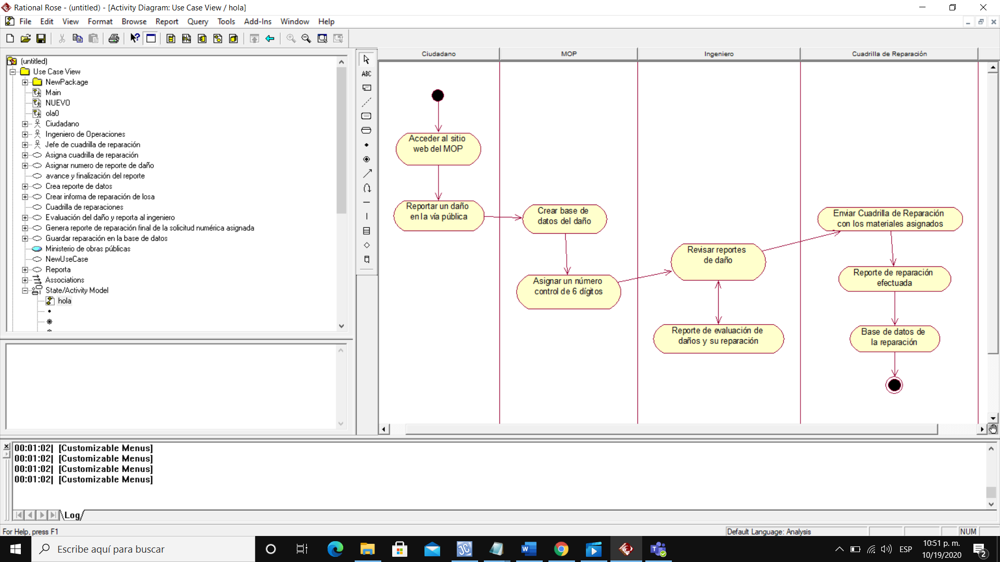 Rational Rose - (untitled) - [Activity Diagram: Use Case View / hola]
File Edit View Format Browse Report Query Tools Add-Ins Window Help
(untitled)
Use Case View
NewPackage
Main
NUEVO
ola0
Ciudadano
Ingeniero de Operaciones
Jefe de cuadrilla de reparación
Asigna cuadrilla de reparación
Asignar numero de reporte de daño
avance y finalización del reporte
Crea reporte de datos
Crear informa de reparación de losa
Cuadrilla de reparaciones
Evaluación del daño y reporta al ingeniero
Genera reporte de reparación final de la solicitud numérica asignada
Guardar reparación en la base de datos
Ministerio de obras públicas
NewUseCase
Reporta
Associations
State/Activity Model
hola
ABC
Ciudadano MOP Ingeniero Cuadrilla de Reparación
Acceder al sitio
web del MOP
Reportar un daño
en la vía pública
Crear base de
datos del daño
Asignar un número
control de 6 dígitos
Revisar reportes
de daño
Reporte de evaluación de
daños y su reparación
Enviar Cuadrilla de Reparación
con los materiales asignados
Reporte de reparación
efectuada
Base de datos de
la reparación
00:01:02| [Customizable Menus]
00:01:02| [Customizable Menus]
00:01:02| [Customizable Menus]
00:01:02| [Customizable Menus]
Log
For Help, press F1
Default Language: Analysis NUM
Escribe aquí para buscar
ESP
10:51 p. m.
10/19/2020
2